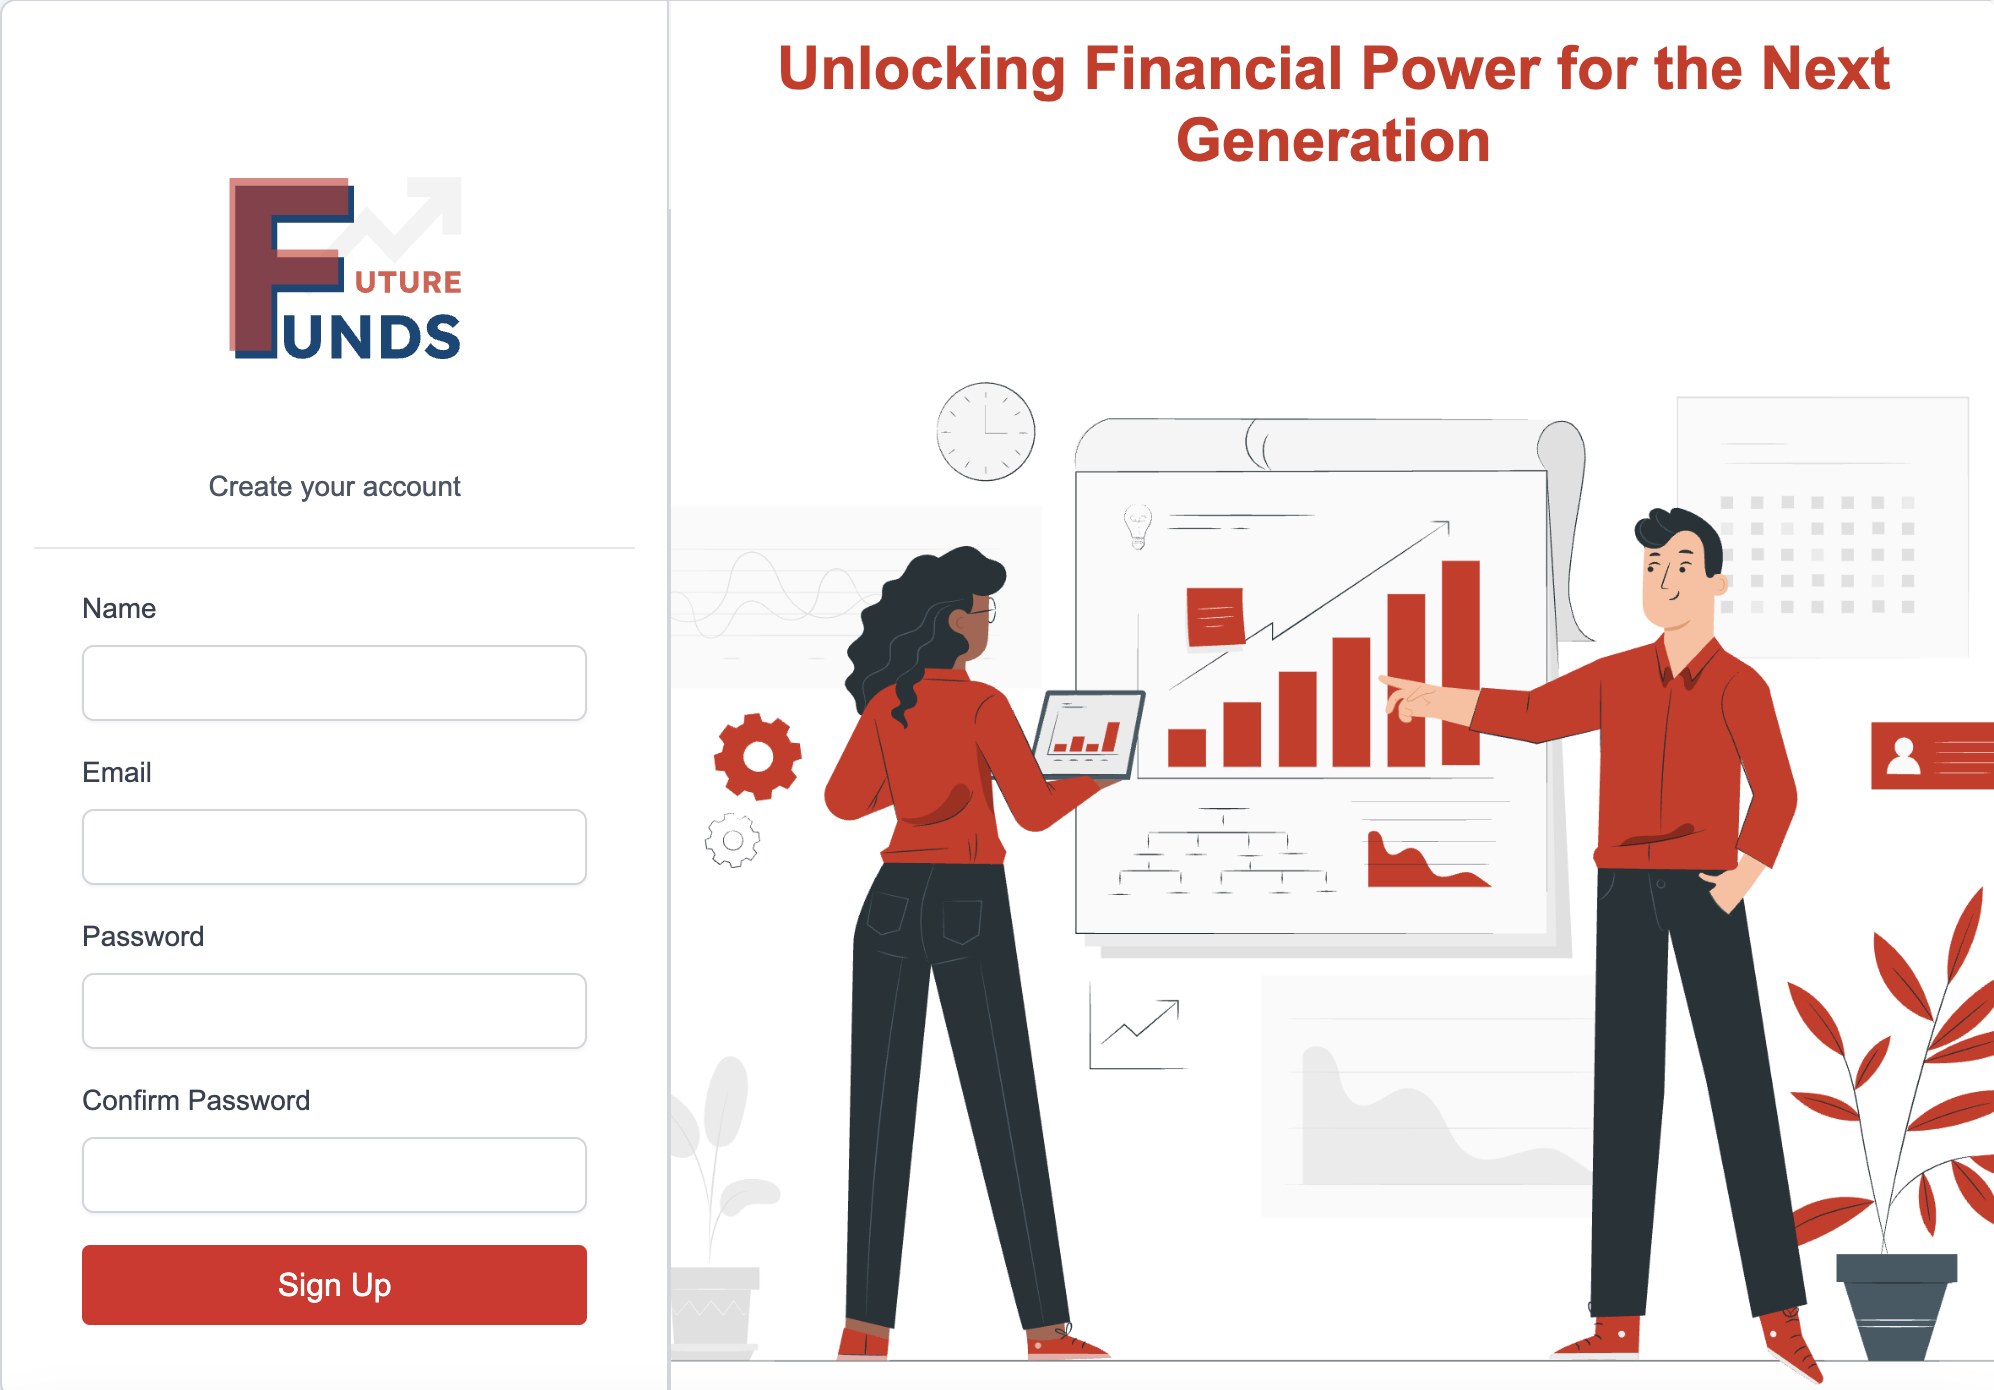 FUTURE
FUNDS
Create your account
Name
Email
Password
Confirm Password
Sign Up
Unlocking Financial Power for the Next
Generation